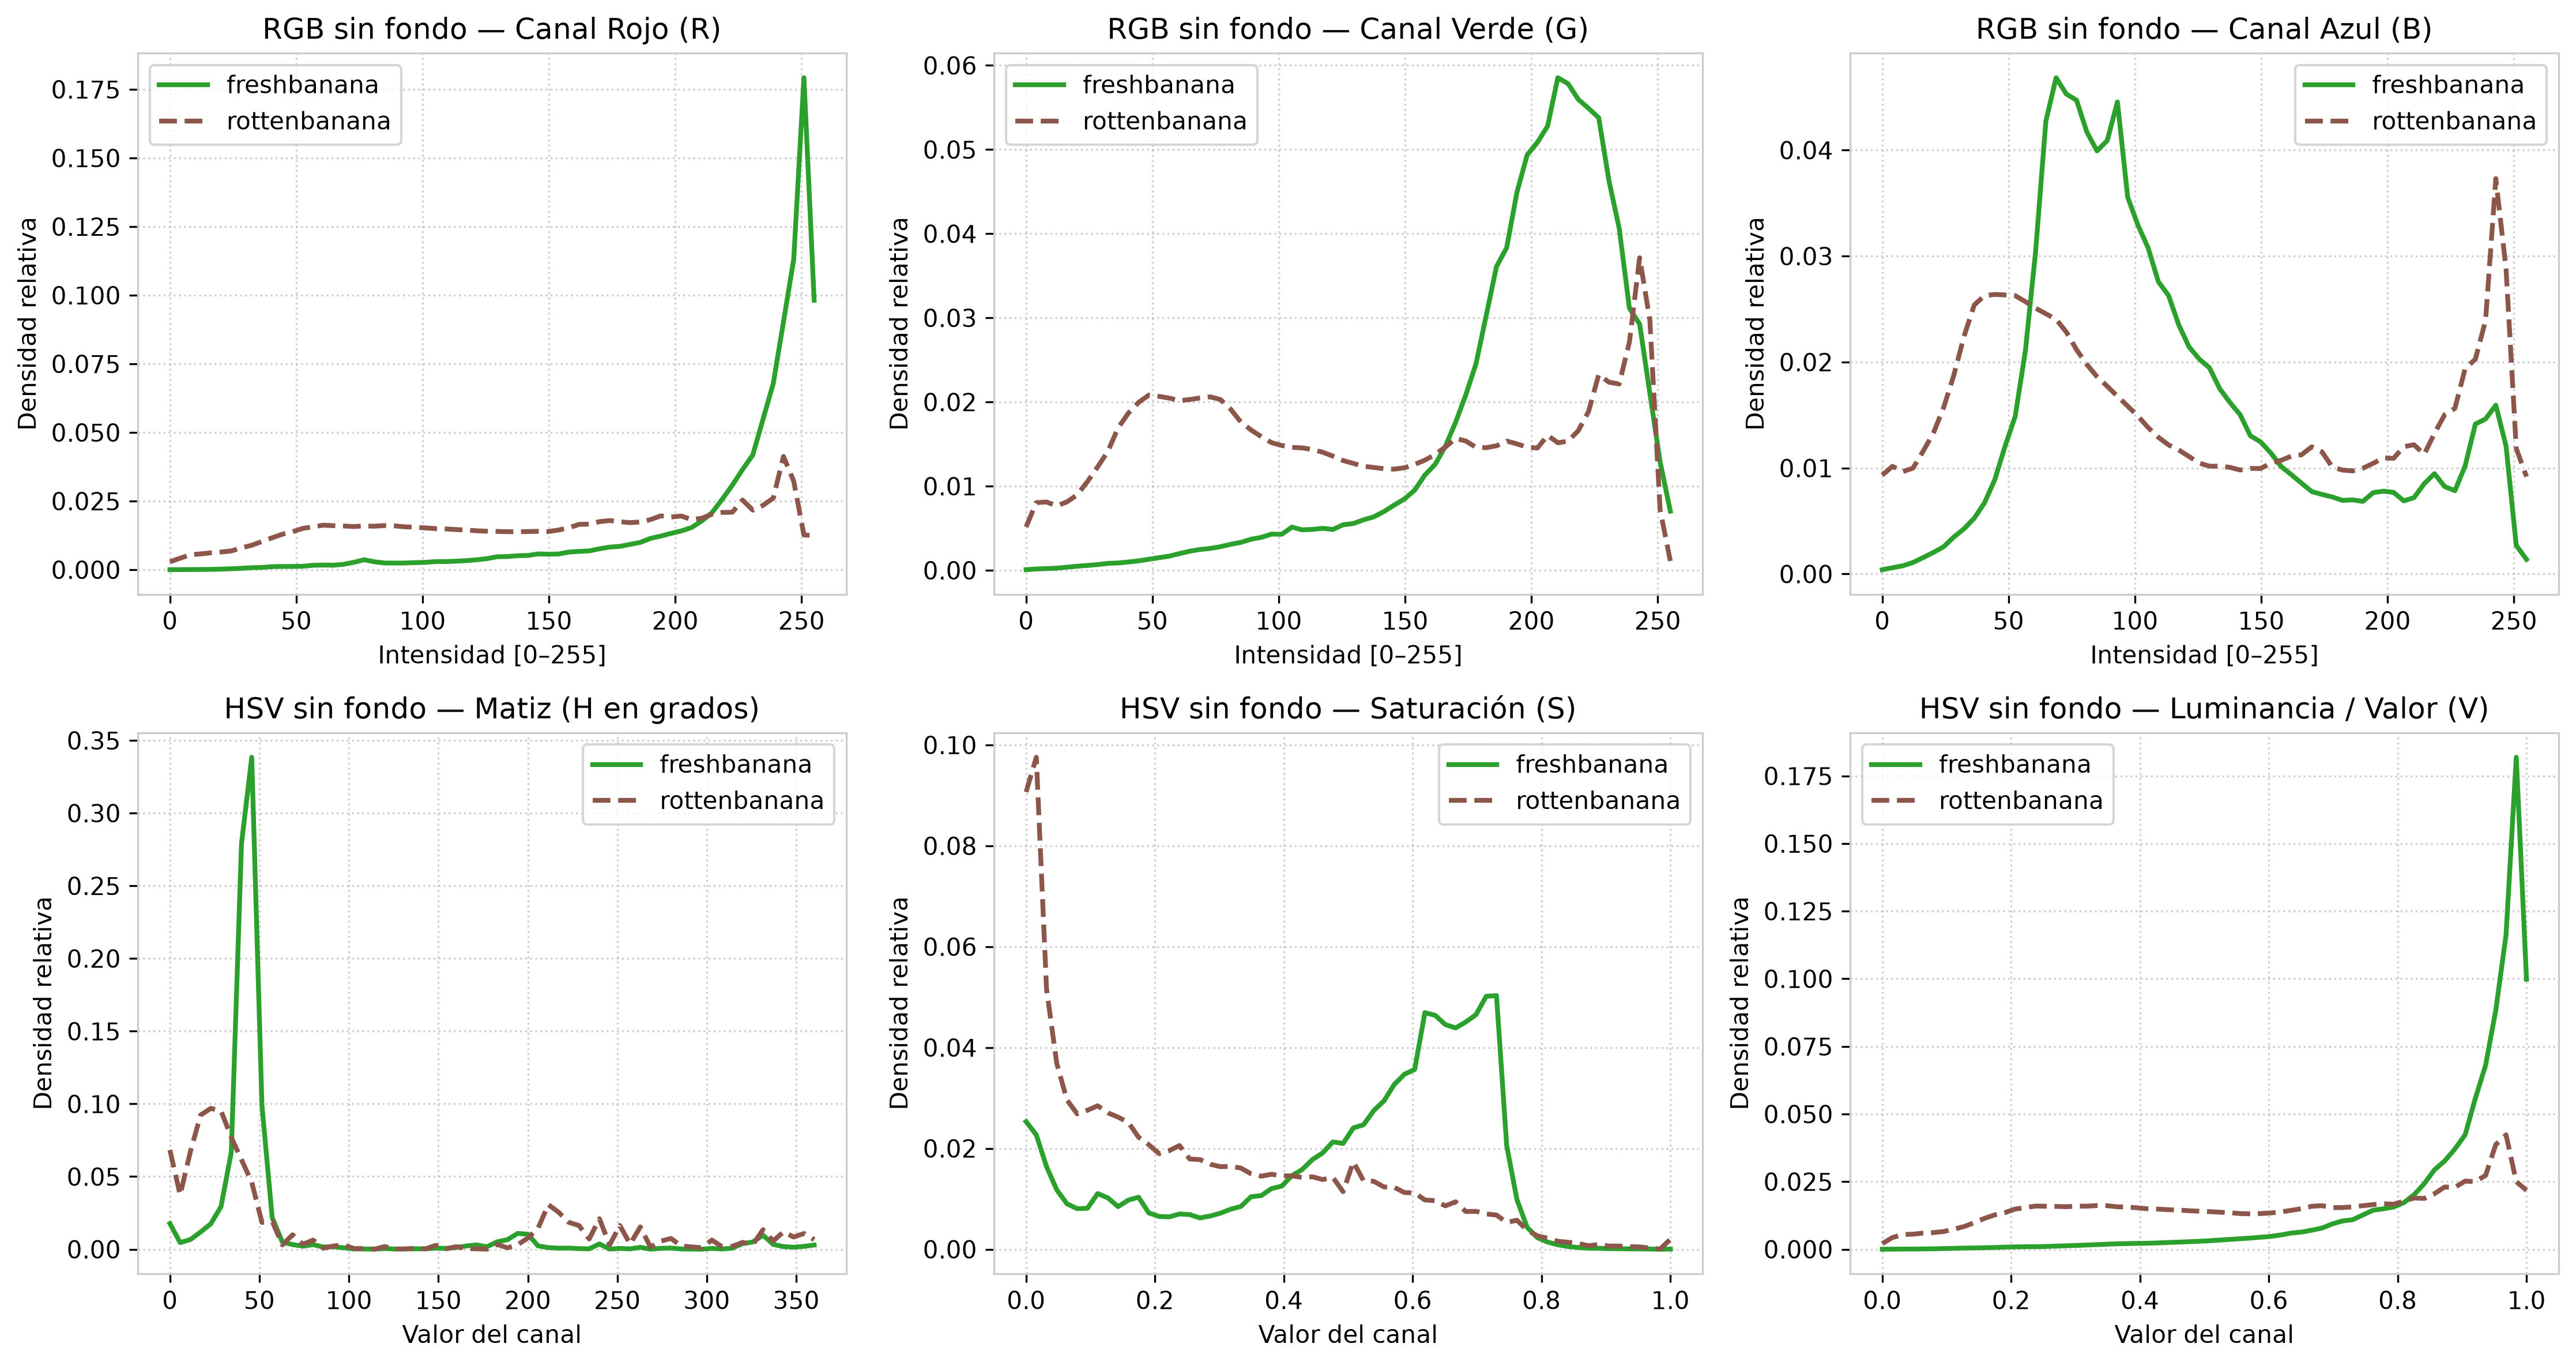 RGB sin fondo — Canal Rojo (R)
freshbanana
rottenbanana
Densidad relativa
0.175
0.150
0.125
0.100
0.075
0.050
0.025
0.000
0 50 100 150 200 250
Intensidad [0–255]
RGB sin fondo — Canal Verde (G)
freshbanana
rottenbanana
Densidad relativa
0.06
0.05
0.04
0.03
0.02
0.01
0.00
0 50 100 150 200 250
Intensidad [0–255]
RGB sin fondo — Canal Azul (B)
freshbanana
rottenbanana
Densidad relativa
0.04
0.03
0.02
0.01
0.00
0 50 100 150 200 250
Intensidad [0–255]
HSV sin fondo — Matiz (H en grados)
freshbanana
rottenbanana
Densidad relativa
0.35
0.30
0.25
0.20
0.15
0.10
0.05
0.00
0 50 100 150 200 250 300 350
Valor del canal
HSV sin fondo — Saturación (S)
freshbanana
rottenbanana
Densidad relativa
0.10
0.08
0.06
0.04
0.02
0.00
0.0 0.2 0.4 0.6 0.8 1.0
Valor del canal
HSV sin fondo — Luminancia / Valor (V)
freshbanana
rottenbanana
Densidad relativa
0.175
0.150
0.125
0.100
0.075
0.050
0.025
0.000
0.0 0.2 0.4 0.6 0.8 1.0
Valor del canal